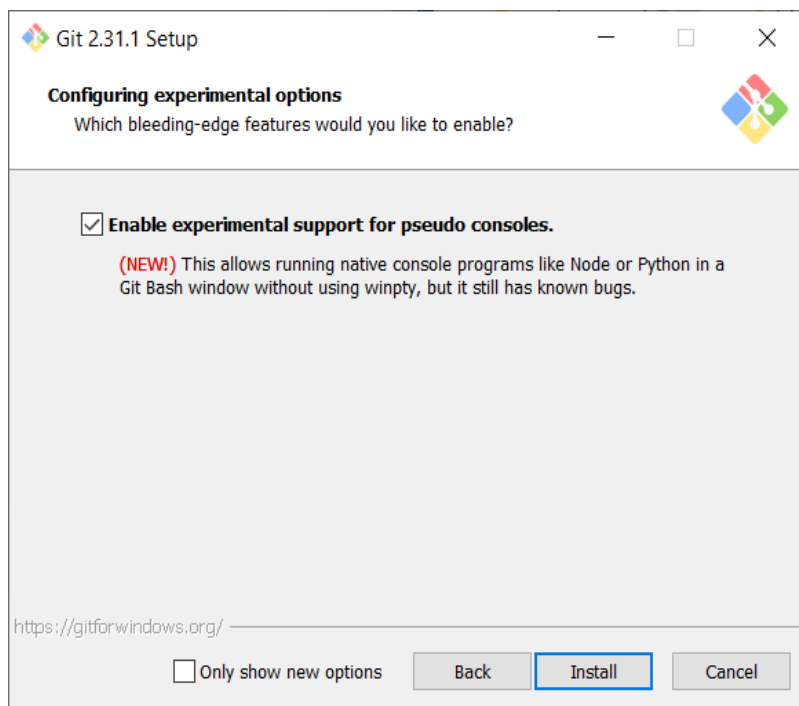 Git 2.31.1 Setup
Configuring experimental options
Which bleeding-edge features would you like to enable?
Enable experimental support for pseudo consoles.
(NEW!) This allows running native console programs like Node or Python in a
Git Bash window without using winpty, but it still has known bugs.
https://gitforwindows.org/
Only show new options
Back
Install
Cancel